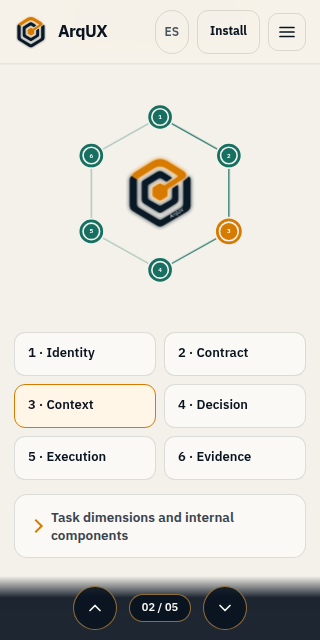 ArqUX
ES
Install
1
6
2
5
3
4
1 · Identity
2 · Contract
3 · Context
4 · Decision
5 · Execution
6 · Evidence
Task dimensions and internal
components
02 / 05